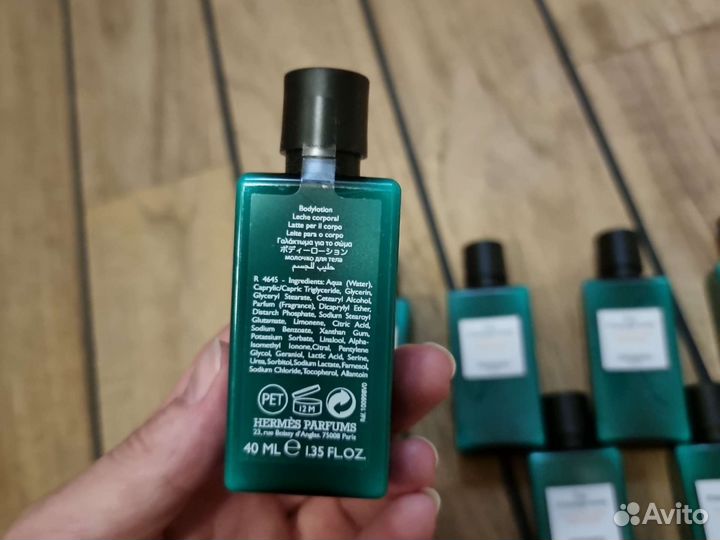 Bodylotion
Leche corporal
Latte per il corpo
Leite para o corpo
Γαλάκτωμα για το σώμα
ボディーローション
молочко для тела
حليب للجسم
R 4645 - Ingredients: Aqua (Water),
Caprylic/Capric Triglyceride, Glycerin,
Glyceryl Stearate, Cetearyl Alcohol,
Parfum (Fragrance), Dicaprylyl Ether,
Distarch Phosphate, Sodium Stearoyl
Glutamate, Limonene, Citric Acid,
Sodium Benzoate, Xanthan Gum,
Potassium Sorbate, Linalool, Alpha-
Isomethyl Ionone,Citral, Pentylene
Glycol, Geraniol, Lactic Acid, Serine,
Urea, Sorbitol,Sodium Lactate, Farnesol,
Sodium Chloride, Tocopherol, Allantoin
PET
12 M
HERMÈS PARFUMS
23, rue Boissy d'Anglas, 75008 Paris
40 ML e 1.35 FL.OZ.
Avito